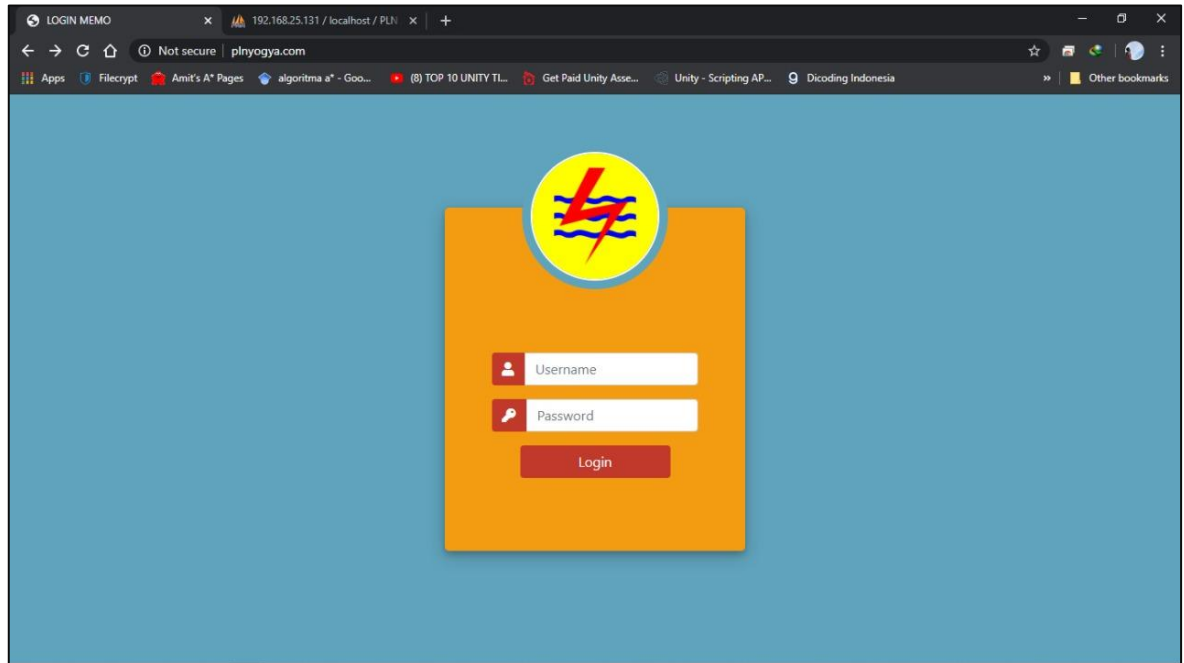 LOGIN MEMO
192.168.25.131 / localhost / PLN
Not secure | plnyogya.com
Apps Filecrypt Amit's A* Pages algoritma a* - Goo... (8) TOP 10 UNITY TI... Get Paid Unity Asse... Unity - Scripting AP... Dicoding Indonesia » Other bookmarks
Username
Password
Login